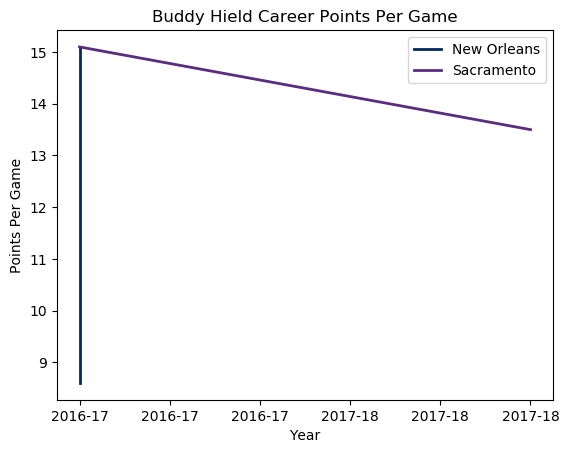 Buddy Hield Career Points Per Game
New Orleans
Sacramento
Points Per Game
15
14
13
12
11
10
9
2016-17 2016-17 2016-17 2017-18 2017-18 2017-18
Year